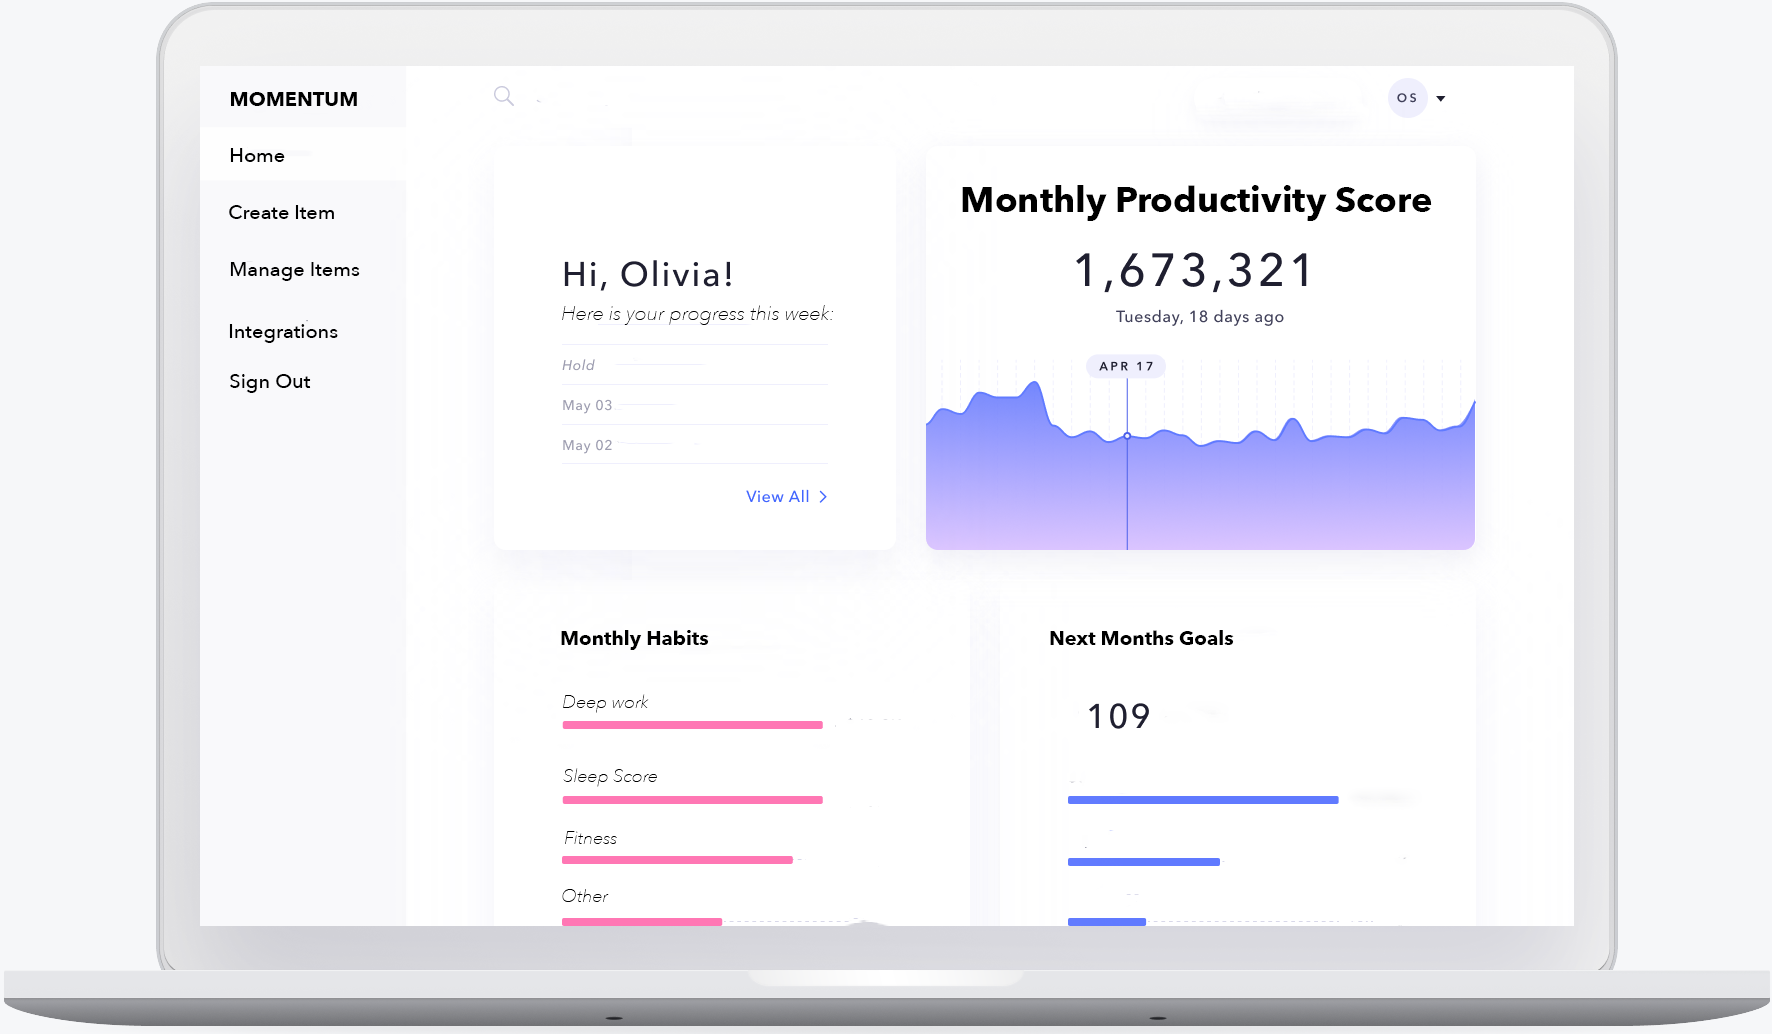 MOMENTUM
Home
Create Item
Manage Items
Integrations
Sign Out
OS
Hi, Olivia!
Here is your progress this week:
Hold
May 03
May 02
View All
Monthly Productivity Score
1,673,321
Tuesday, 18 days ago
APR 17
Monthly Habits
Deep work
Sleep Score
Fitness
Other
Next Months Goals
109